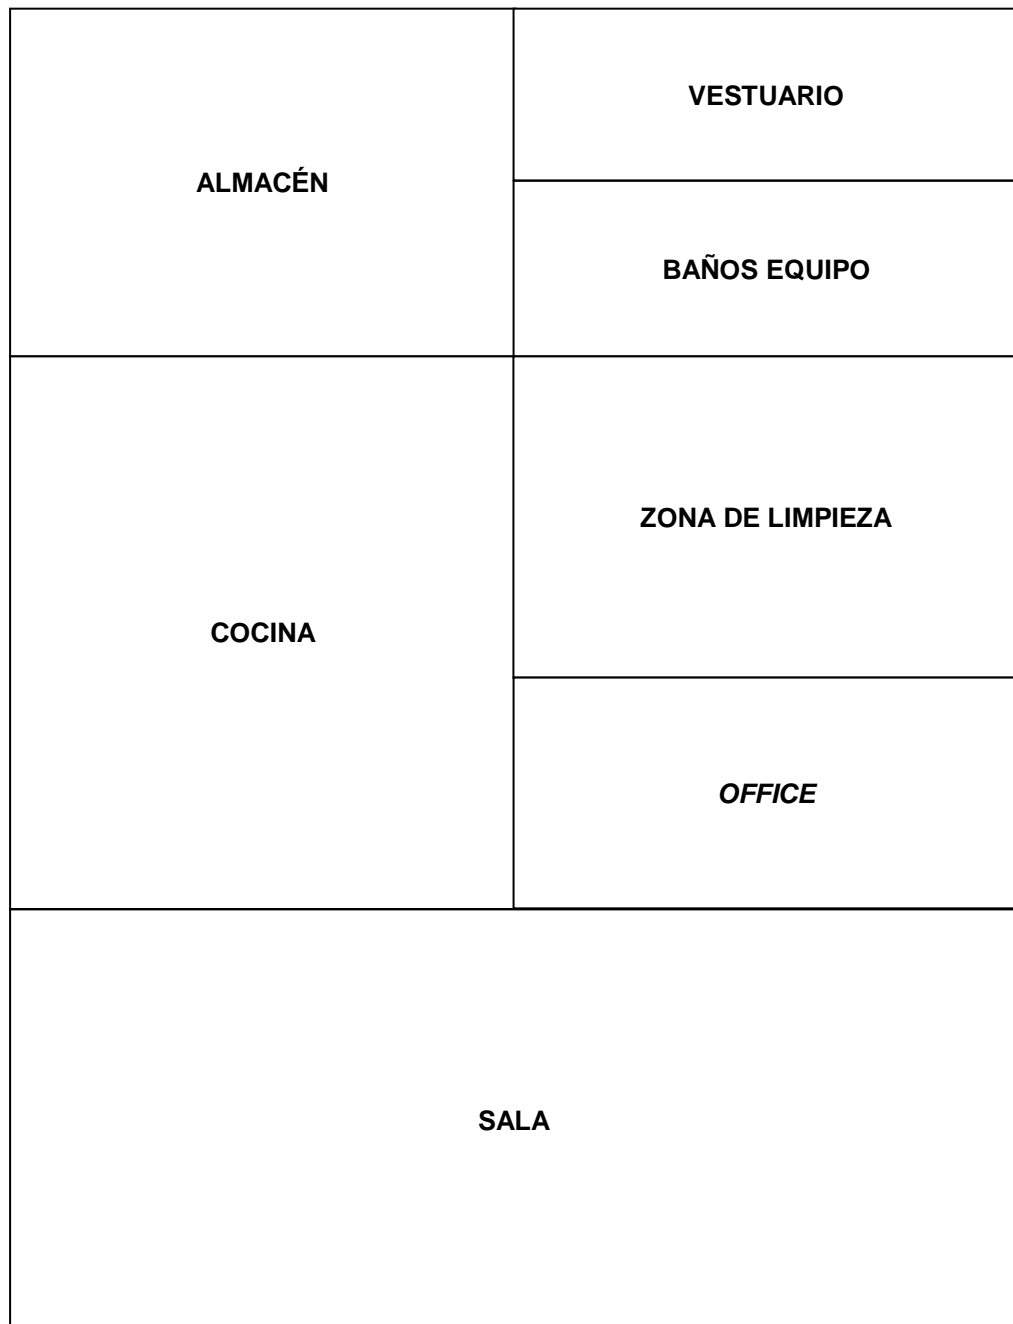 VESTUARIO
ALMACÉN
BAÑOS EQUIPO
ZONA DE LIMPIEZA
COCINA
OFFICE
SALA